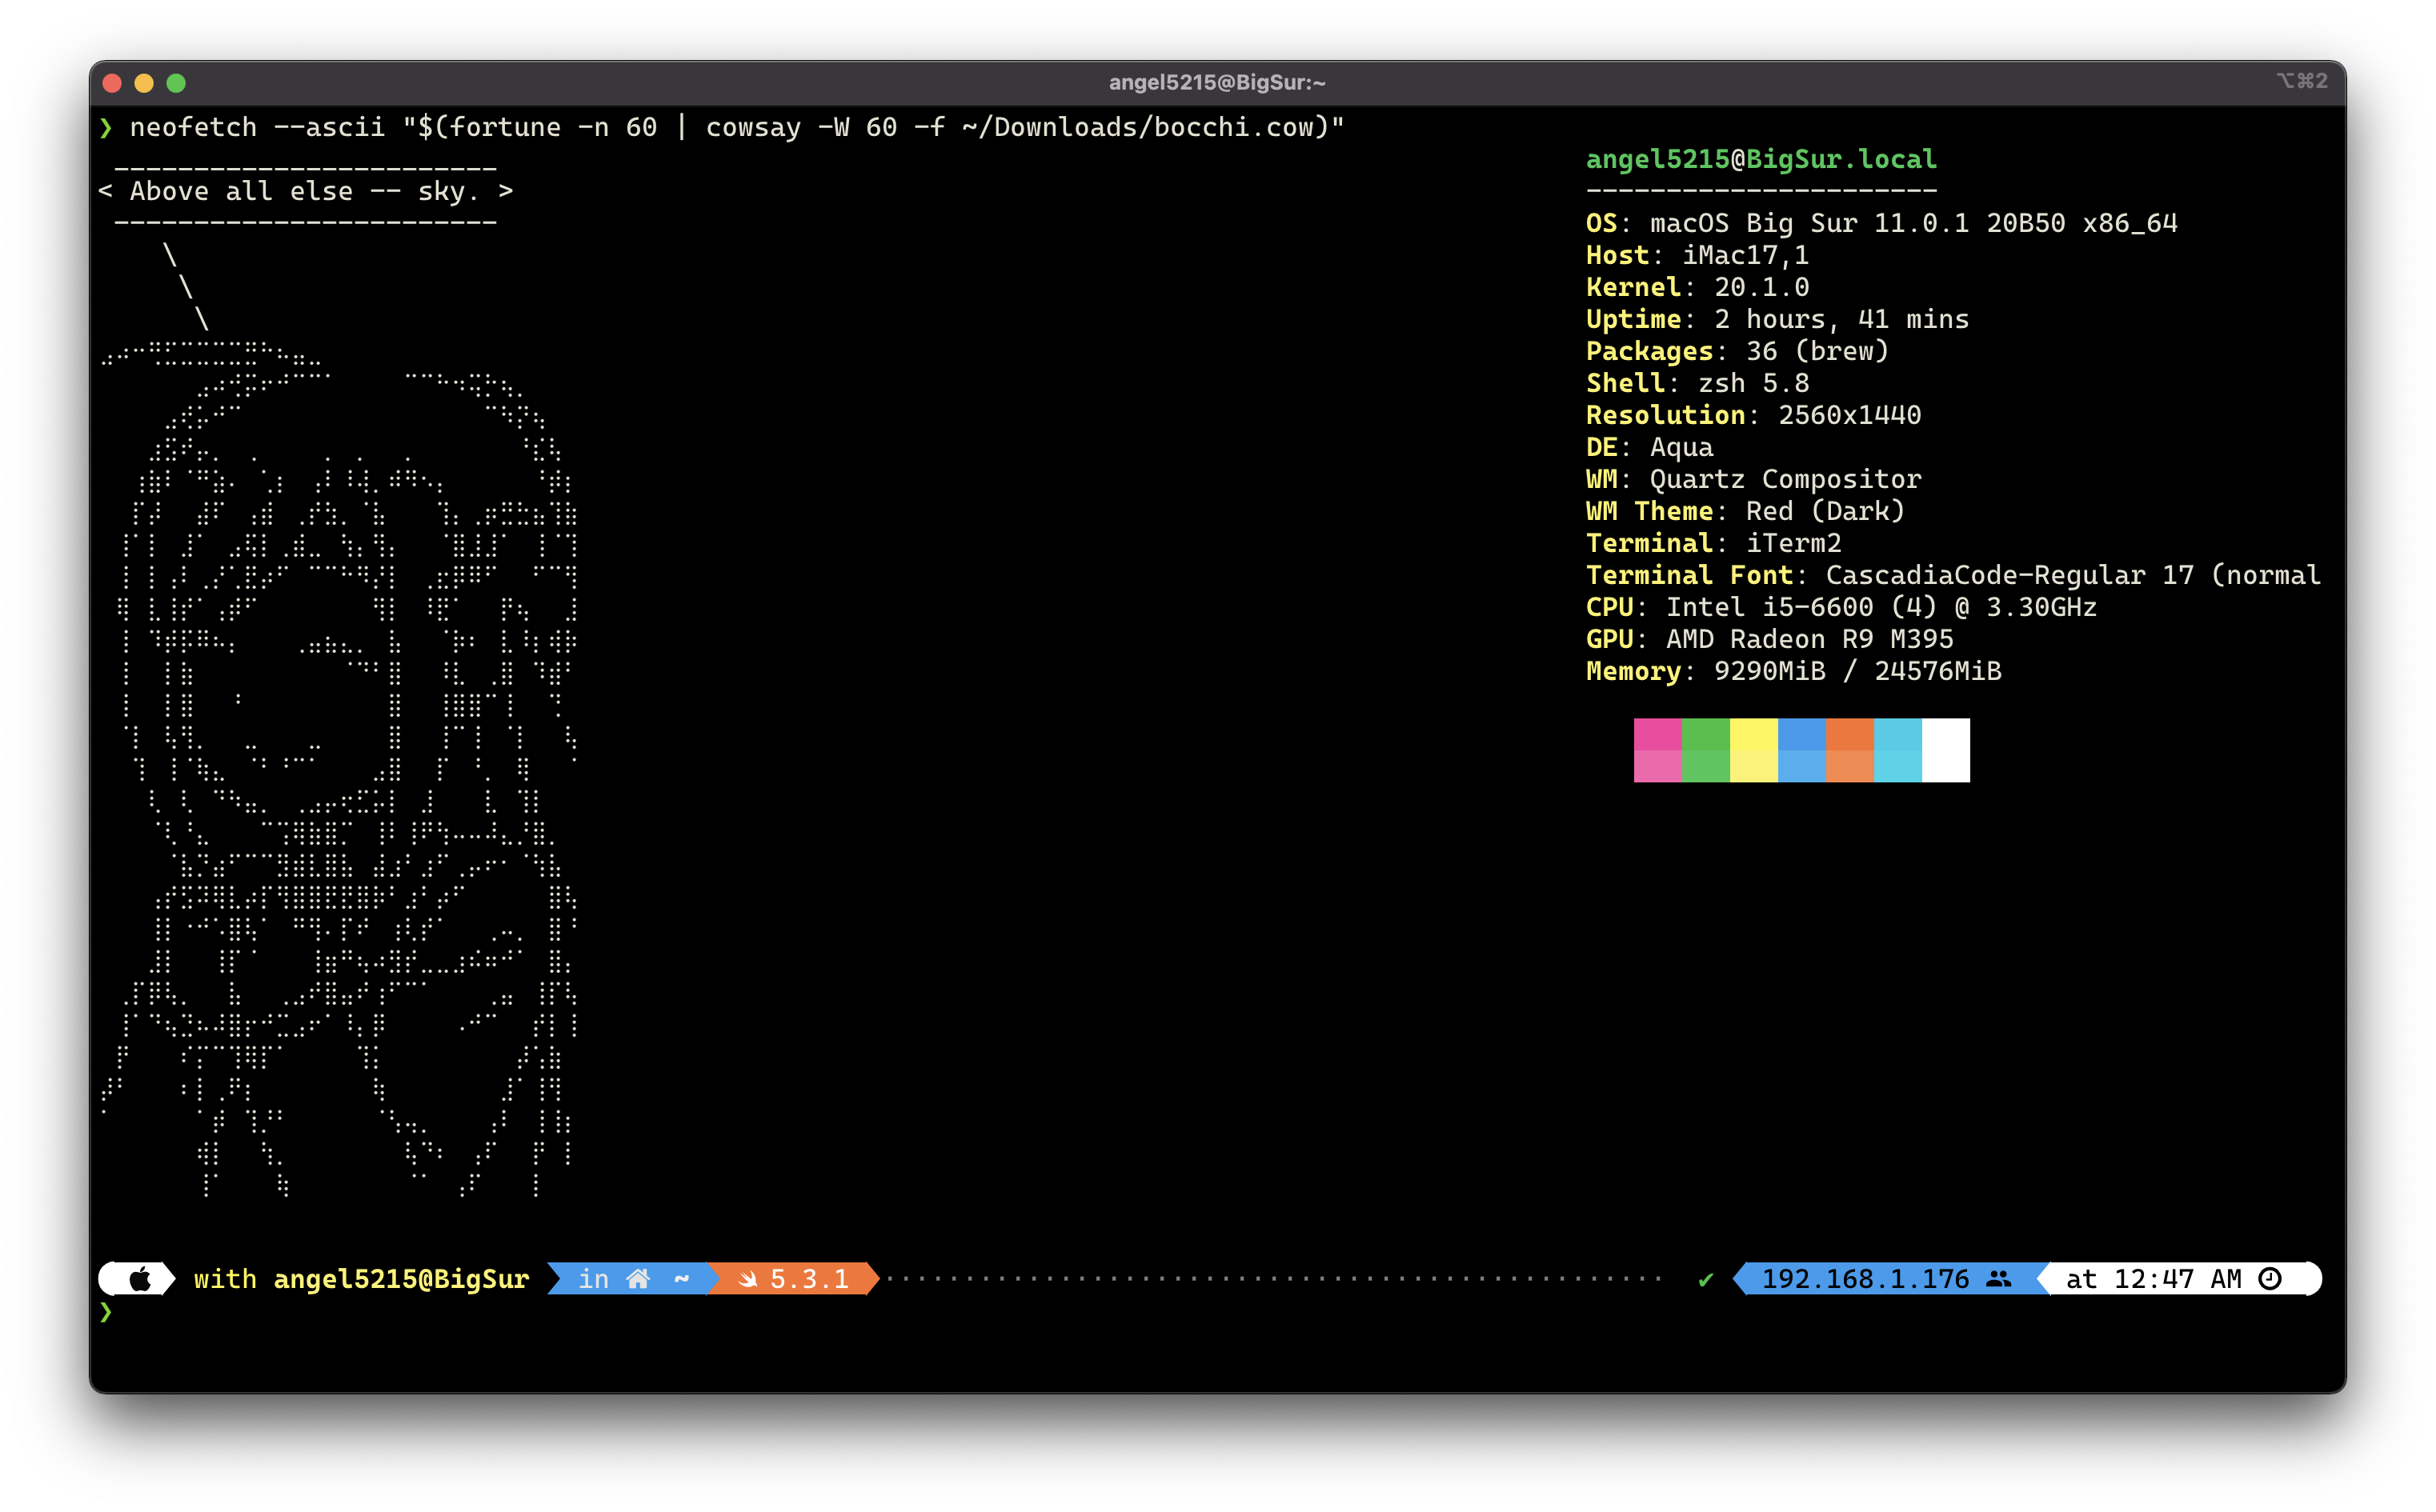 angel5215@BigSur:~
⌥⌘2
❯ neofetch --ascii "$(fortune -n 60 | cowsay -W 60 -f ~/Downloads/bocchi.cow)"
________________________
< Above all else -- sky. >
------------------------
\
\
\
angel5215@BigSur.local
----------------------
OS: macOS Big Sur 11.0.1 20B50 x86_64
Host: iMac17,1
Kernel: 20.1.0
Uptime: 2 hours, 41 mins
Packages: 36 (brew)
Shell: zsh 5.8
Resolution: 2560x1440
DE: Aqua
WM: Quartz Compositor
WM Theme: Red (Dark)
Terminal: iTerm2
Terminal Font: CascadiaCode-Regular 17 (normal
CPU: Intel i5-6600 (4) @ 3.30GHz
GPU: AMD Radeon R9 M395
Memory: 9290MiB / 24576MiB
with angel5215@BigSur in ~ 5.3.1 ✔ 192.168.1.176 at 12:47 AM
❯